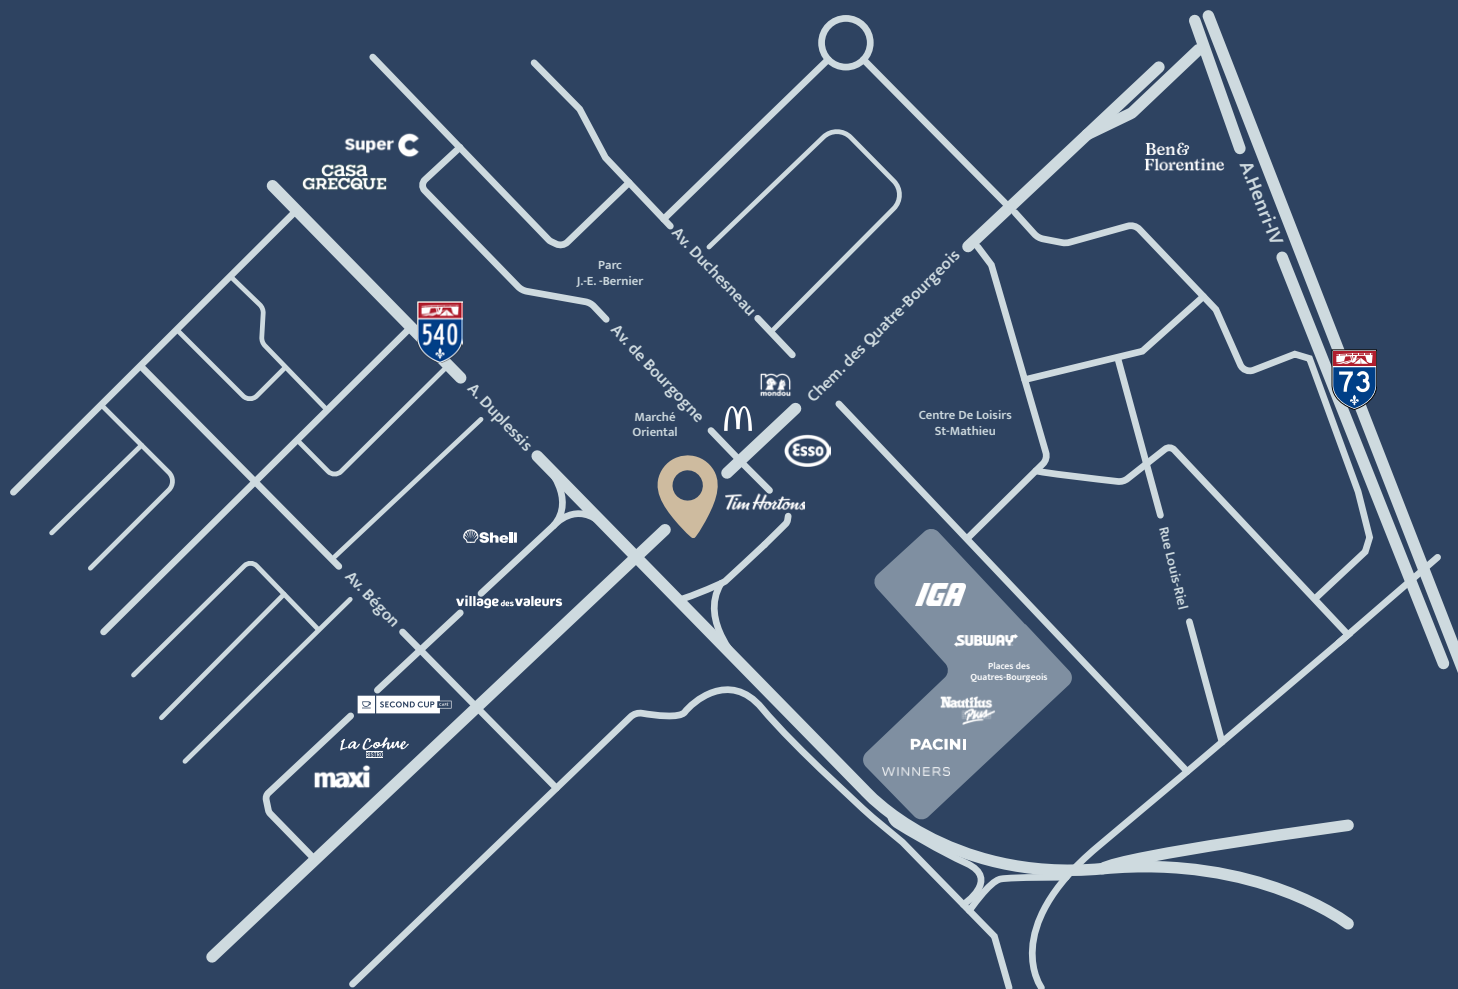 Super C
casa
GRECQUE
Ben&
Florentine
A.Henri-IV
Av. Duchesneau
Parc
J.-E. -Bernier
Chem. des Quatre-Bourgeois
540
Av. de Bourgogne
73
mondou
A. Duplessis
Marché
Oriental
Esso
Centre De Loisirs
St-Mathieu
Tim Hortons
Shell
Rue Louis-Riel
Av. Bégon
village des valeurs
IGA
SUBWAY
Places des
Quatres-Bourgeois
SECOND CUP
Café
Nautilus
Plus
La Cohue
PACINI
maxi
WINNERS